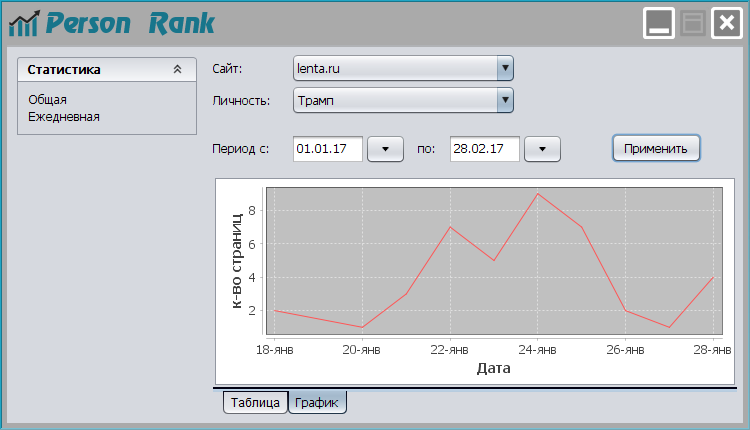 Person Rank
Статистика
Общая
Ежедневная
Сайт: lenta.ru
Личность: Трамп
Период с: 01.01.17 по: 28.02.17 Применить
к-во страниц
8
6
4
2
18-янв 20-янв 22-янв 24-янв 26-янв 28-янв
Дата
Таблица График